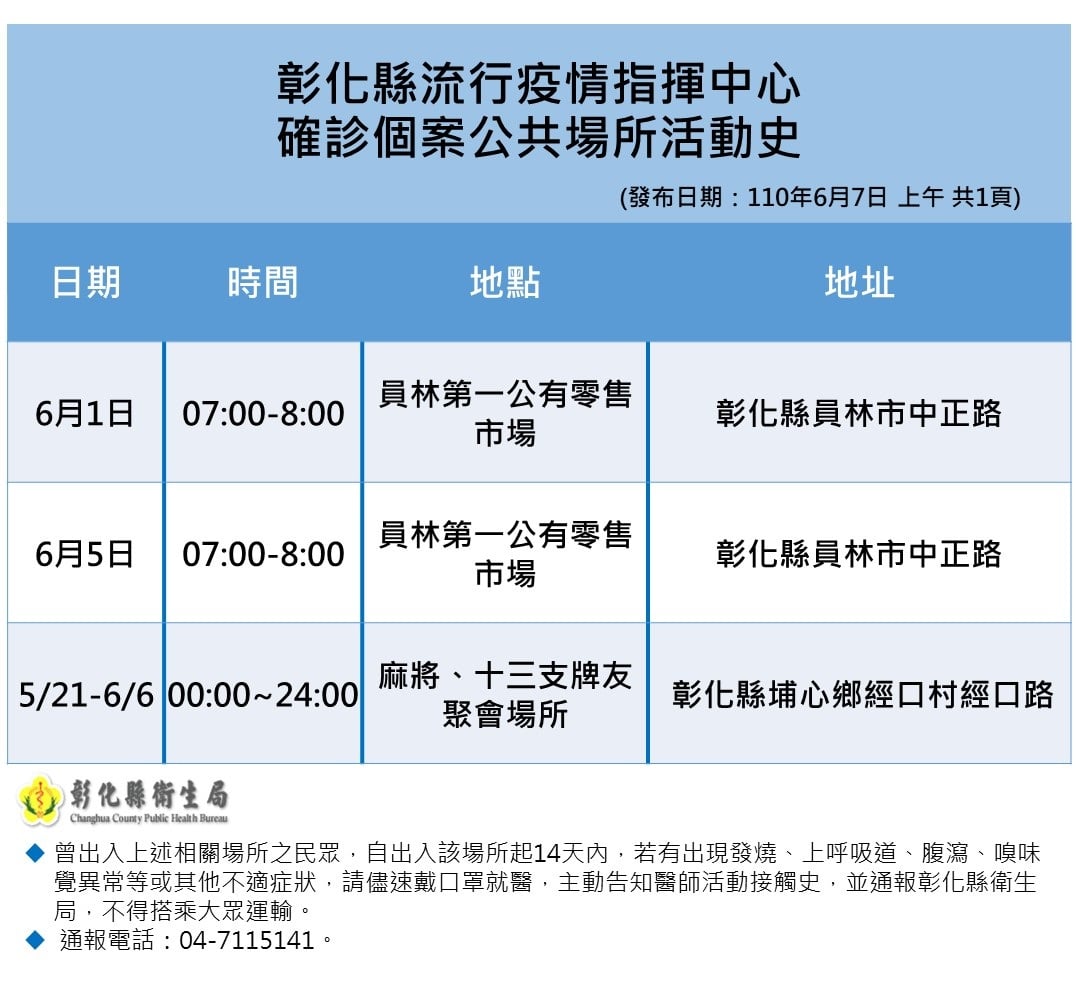 彰化縣流行疫情指揮中心
確診個案公共場所活動史
(發布日期：110年6月7日 上午 共1頁)
日期 時間 地點 地址
6月1日 07:00-8:00 員林第一公有零售
市場 彰化縣員林市中正路
6月5日 07:00-8:00 員林第一公有零售
市場 彰化縣員林市中正路
5/21-6/6 00:00~24:00 麻將、十三支牌友
聚會場所 彰化縣埔心鄉經口村經口路
彰化縣衛生局
Changhua County Public Health Bureau
◆ 曾出入上述相關場所之民眾，自出入該場所起14天內，若有出現發燒、上呼吸道、腹瀉、嗅味
覺異常等或其他不適症狀，請儘速戴口罩就醫，主動告知醫師活動接觸史，並通報彰化縣衛生
局，不得搭乘大眾運輸。
◆ 通報電話：04-7115141。